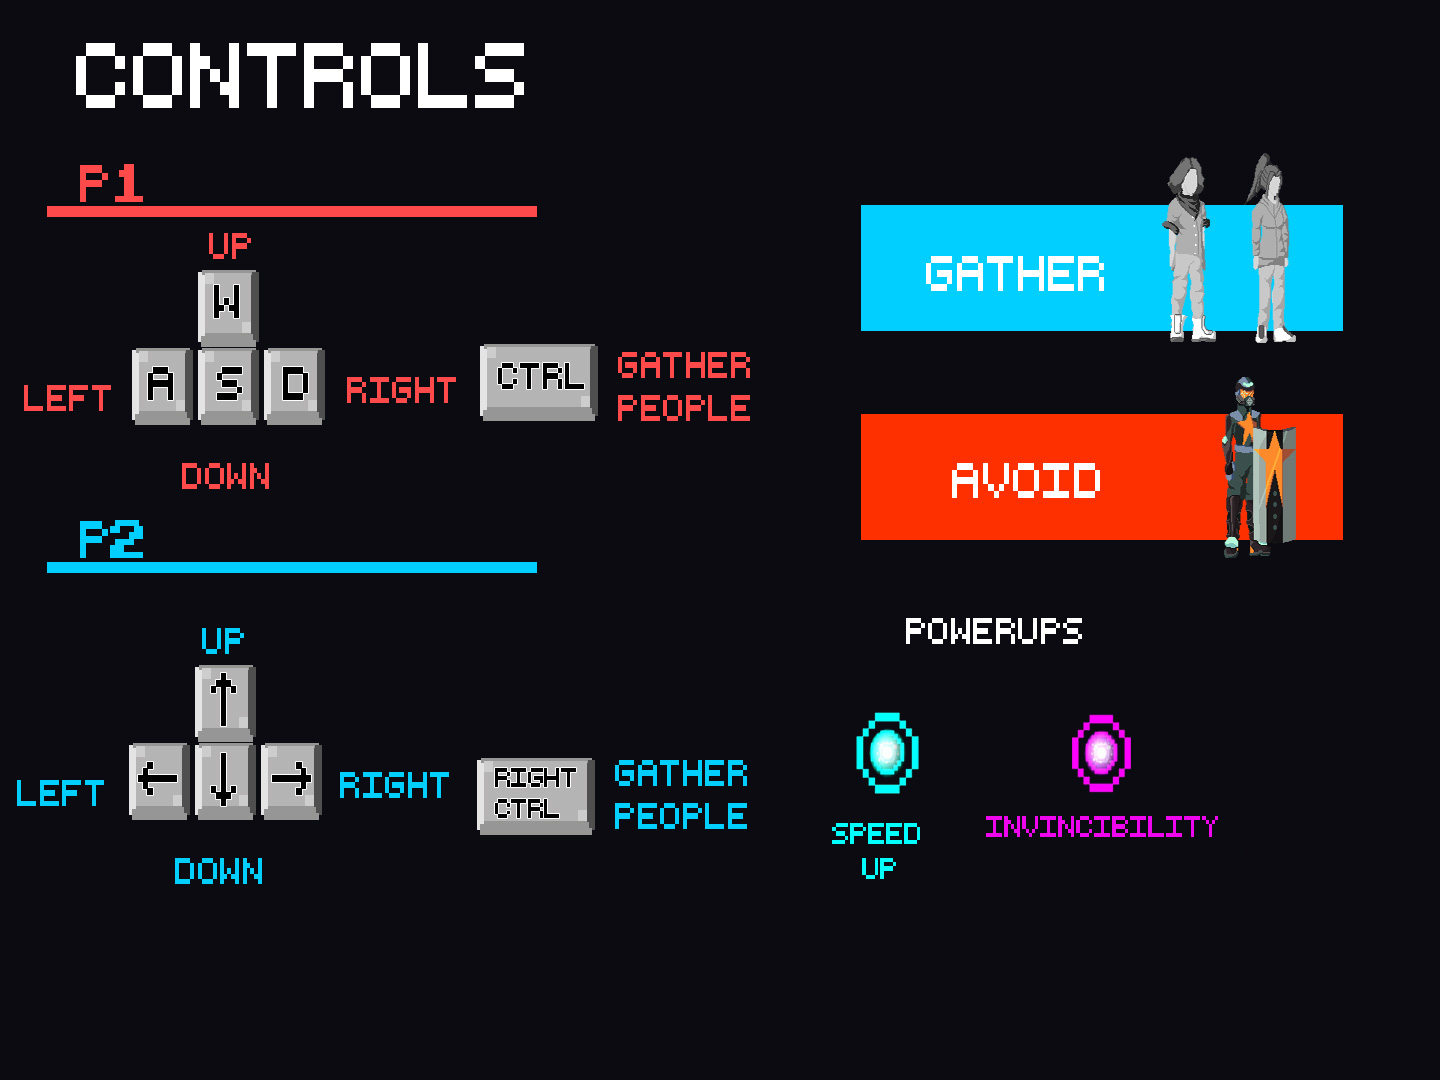 CONTROLS
P1
UP
W
LEFT
A S D
RIGHT
CTRL
GATHER
PEOPLE
DOWN
P2
UP
↑
LEFT
← ↓ →
RIGHT
RIGHT
CTRL
GATHER
PEOPLE
DOWN
GATHER
AVOID
POWERUPS
SPEED
UP
INVINCIBILITY